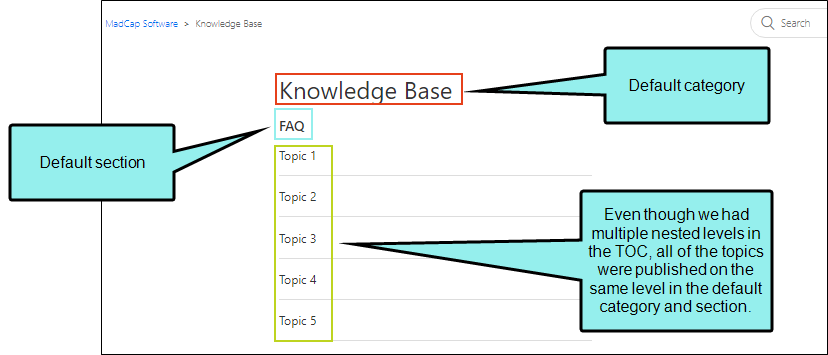 MadCap Software > Knowledge Base
Search
Knowledge Base
Default category
FAQ
Default section
Topic 1
Topic 2
Topic 3
Topic 4
Topic 5
Even though we had
multiple nested levels in
the TOC, all of the topics
were published on the
same level in the default
category and section.